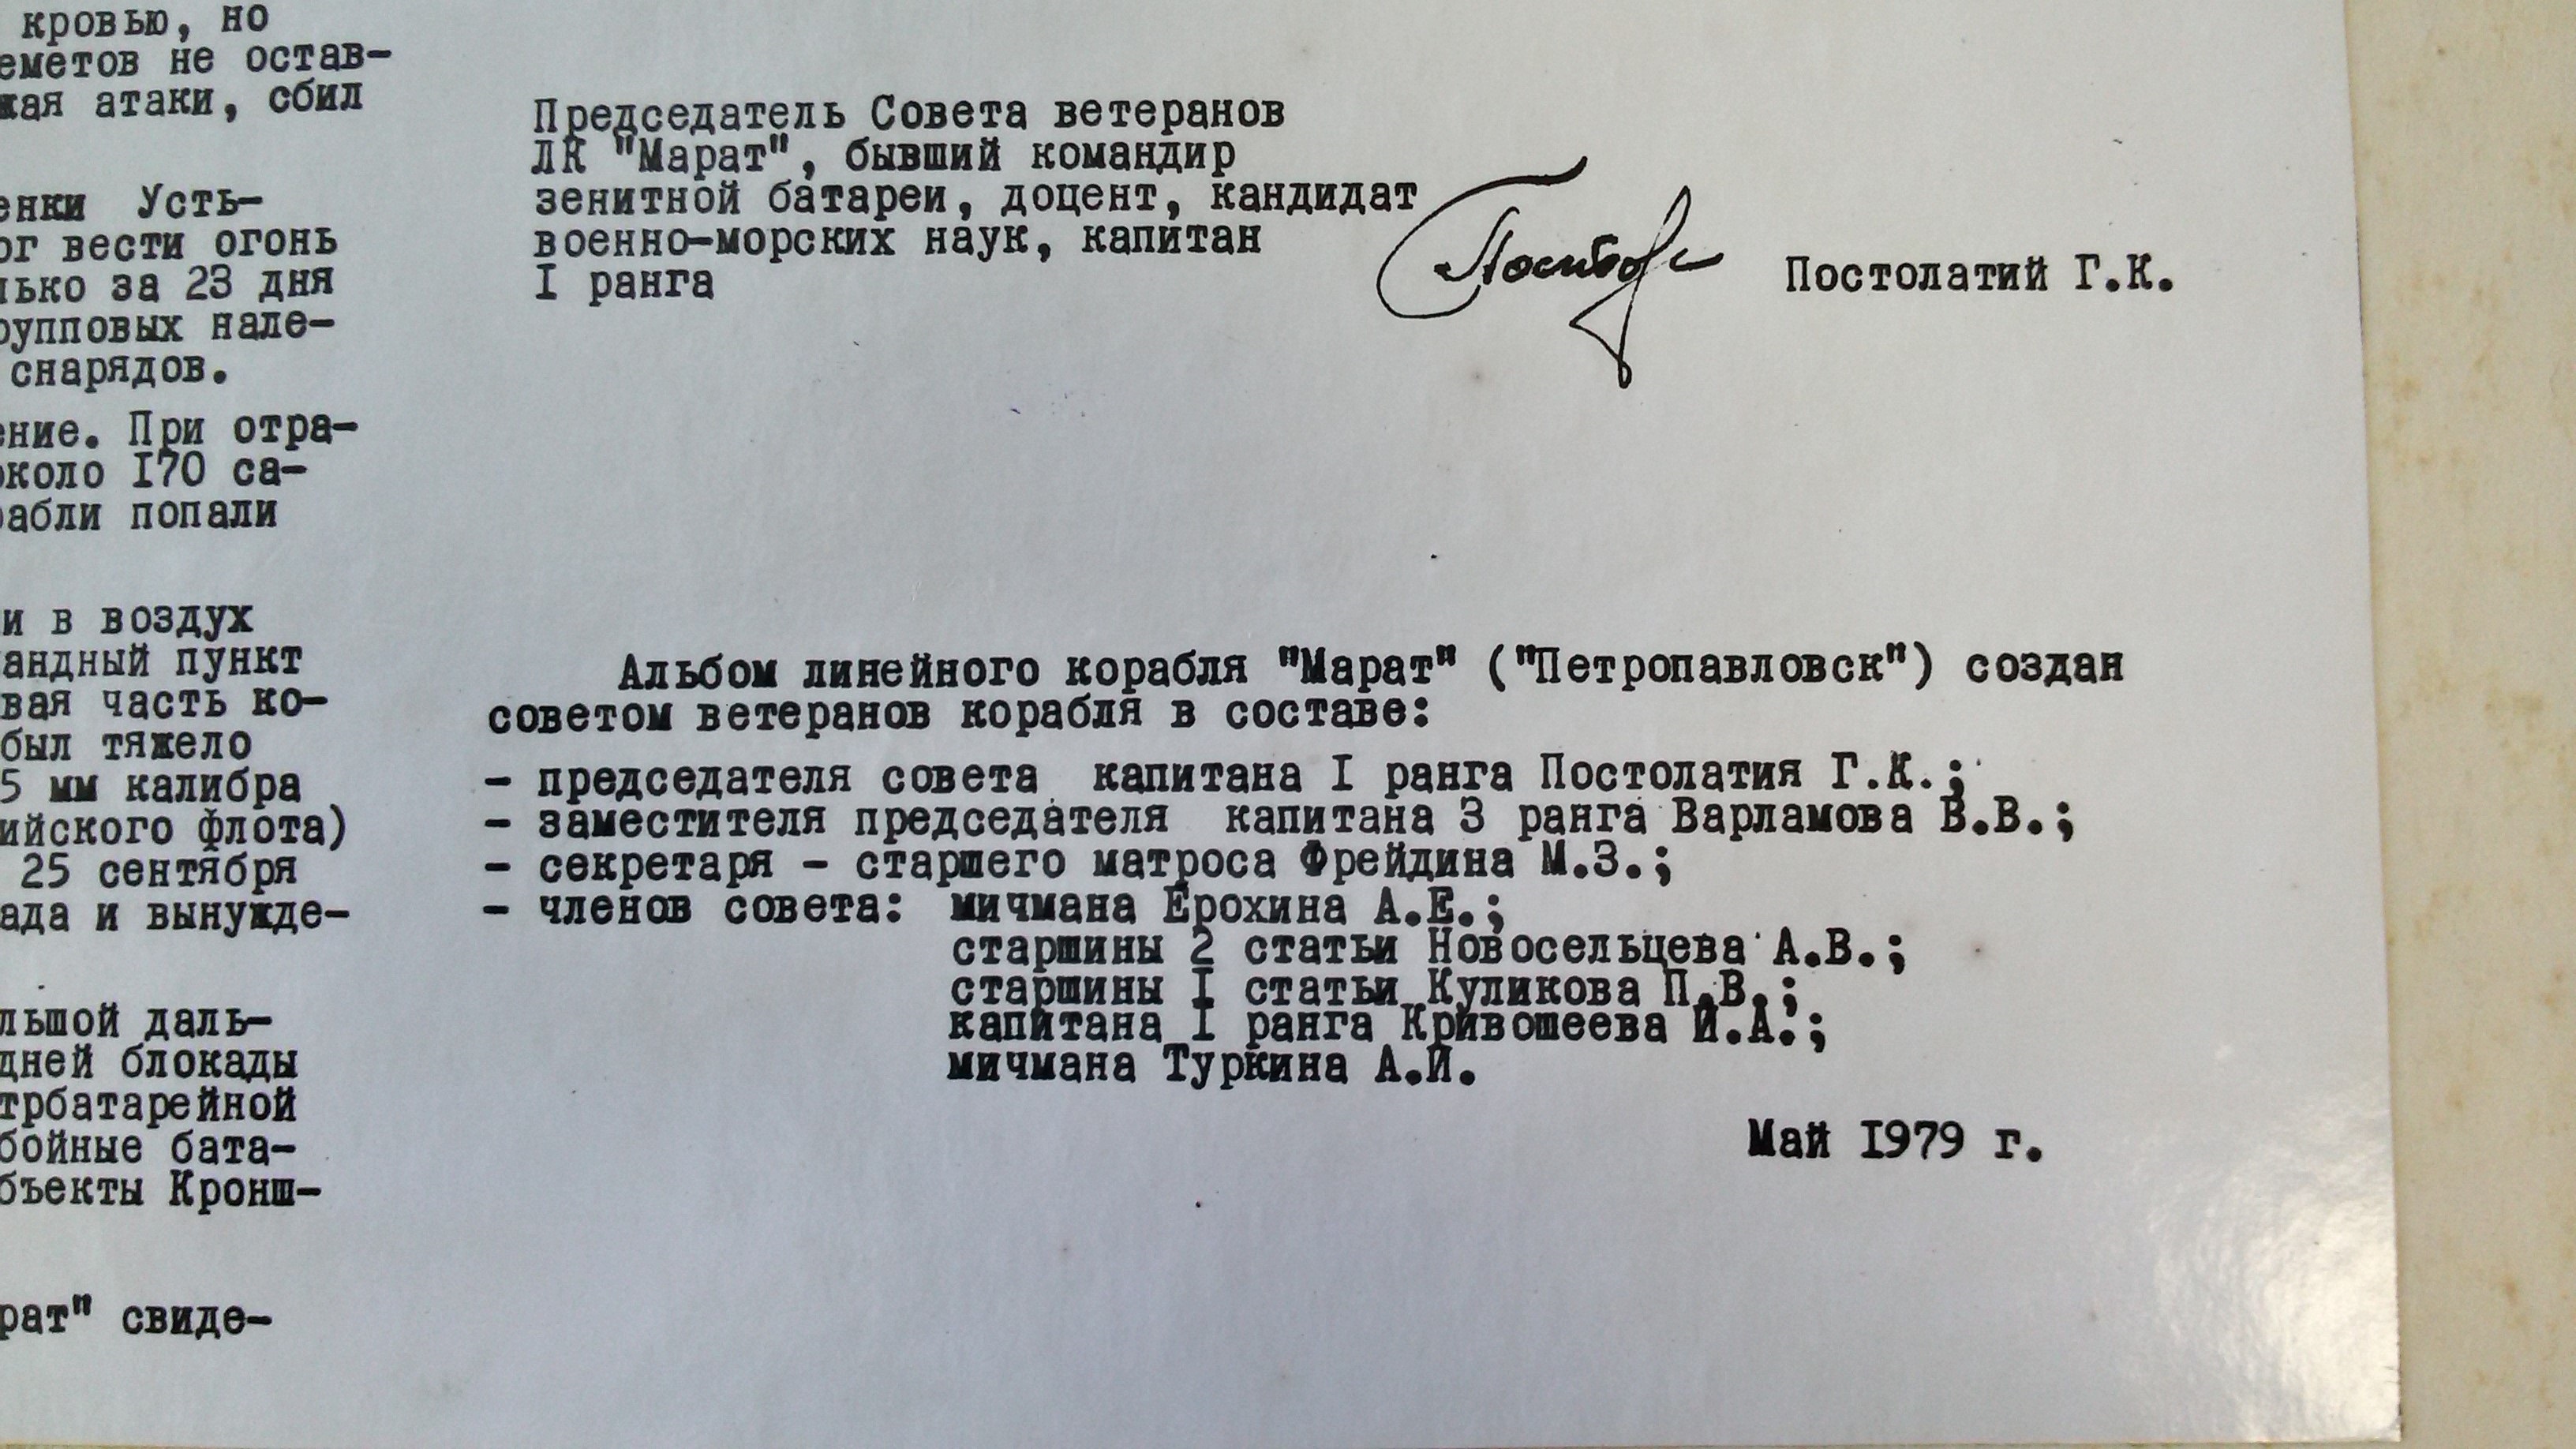 кровью, но
еметов не остав-
жая атаки, сбил
енки Усть-
ог вести огонь
лько за 23 дня
рупповых нале-
снарядов.
ение. При отра-
около I70 са-
рабли попали
и в воздух
андный пункт
вая часть ко-
был тяжело
5 мм калибра
ийского флота)
25 сентября
ада и вынужде-
льшой даль-
дней блокады
трбатарейной
бойные бата-
бъекты Кронш-
рат" свиде-
Председатель Совета ветеранов
ЛК "Марат", бывший командир
зенитной батареи, доцент, кандидат
военно-морских наук, капитан
I ранга
Постолатий Г.К.
Альбом линейного корабля "Марат" ("Петропавловск") создан
советом ветеранов корабля в составе:
- председателя совета капитана I ранга Постолатия Г.К.;
- заместителя председателя капитана 3 ранга Варламова В.В.;
- секретаря - старшего матроса Фрейдина М.З.;
- членов совета: мичмана Ерохина А.Е.;
старшины 2 статьи Новосельцева А.В.;
старшины I статьи Куликова П.В.;
капитана I ранга Кривошеева И.А.;
мичмана Туркина А.И.
Май I979 г.